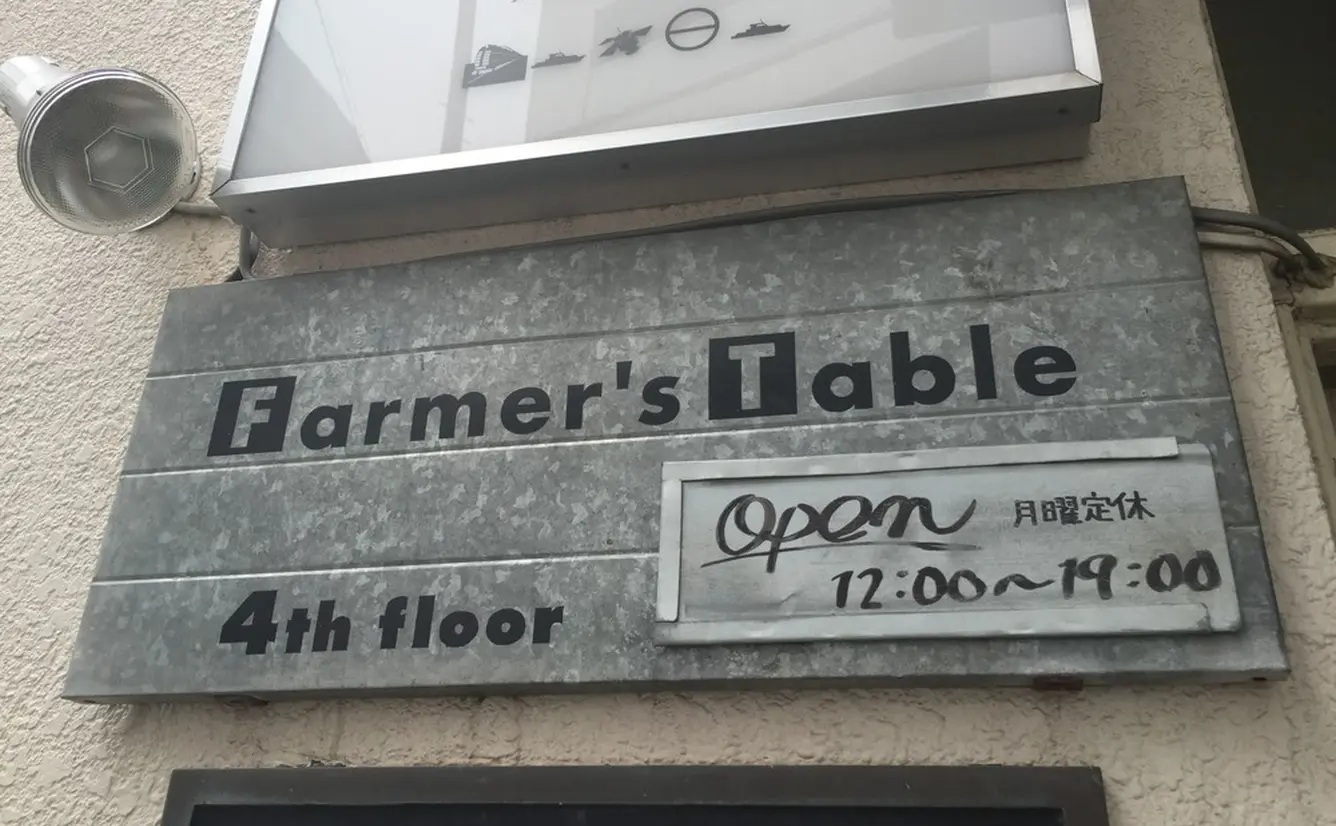 Farmer's Table
Open 月曜定休
12:00～19:00
4th floor